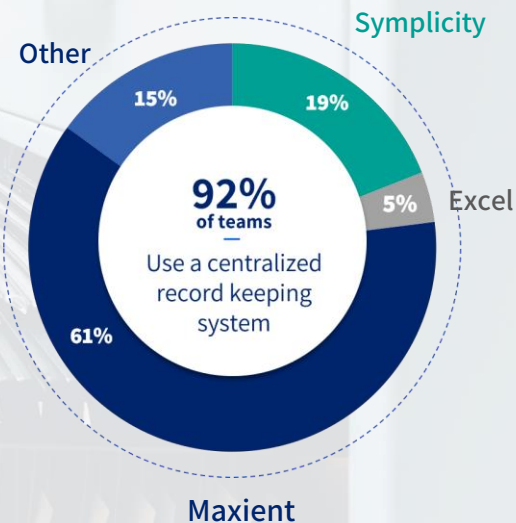 Symplicity
Other
15%
19%
92%
of teams
Use a centralized
record keeping
system
5%
Excel
61%
Maxient